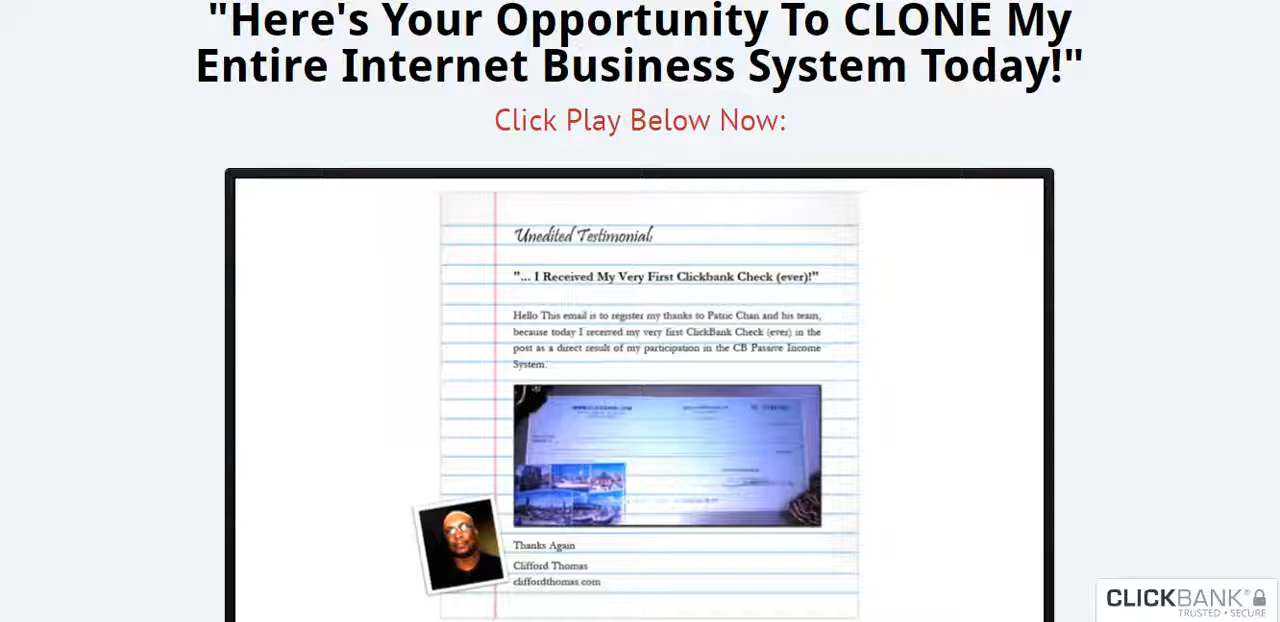 "Here's Your Opportunity To CLONE My
Entire Internet Business System Today!"
Click Play Below Now:
Unedited Testimonial:
"... I Received My Very First Clickbank Check (ever)!"
Hello This email is to register my thanks to Patric Chan and his team,
because today I received my very first ClickBank Check (ever) in the
post as a direct result of my participation in the CB Passive Income
System.
WWW.CLICKBANK.COM
Thanks Again
Clifford Thomas
cliffordthomas.com
CLICKBANK®
TRUSTED • SECURE